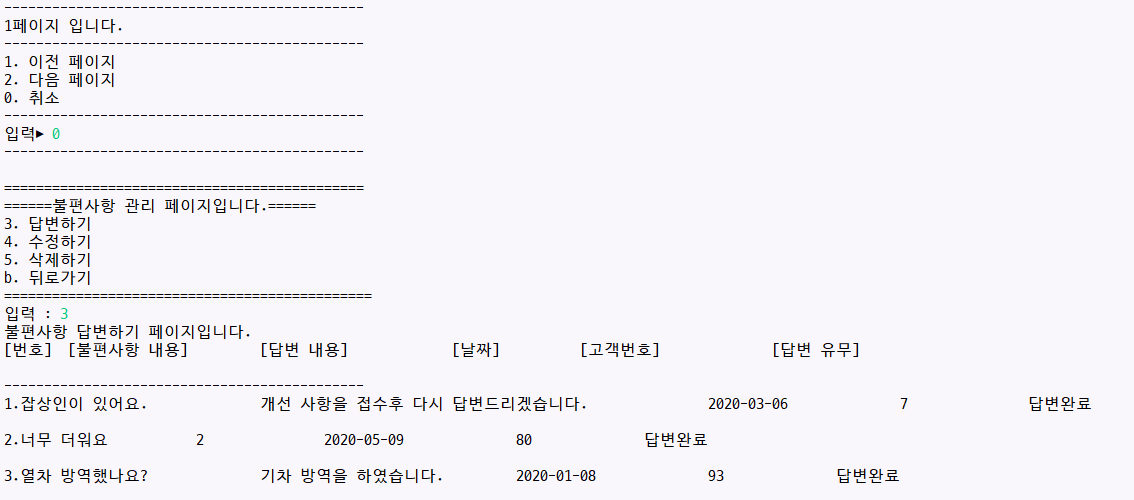 ---------------------------------------------
1페이지 입니다.
---------------------------------------------
1. 이전 페이지
2. 다음 페이지
0. 취소
---------------------------------------------
입력▶ 0
---------------------------------------------
=============================================
======불편사항 관리 페이지입니다.======
3. 답변하기
4. 수정하기
5. 삭제하기
b. 뒤로가기
==============================================
입력 : 3
불편사항 답변하기 페이지입니다.
[번호] [불편사항 내용] [답변 내용] [날짜] [고객번호] [답변 유무]
---------------------------------------------
1.잡상인이 있어요. 개선 사항을 접수후 다시 답변드리겠습니다. 2020-03-06 7 답변완료
2.너무 더워요 2 2020-05-09 80 답변완료
3.열차 방역했나요? 기차 방역을 하였습니다. 2020-01-08 93 답변완료